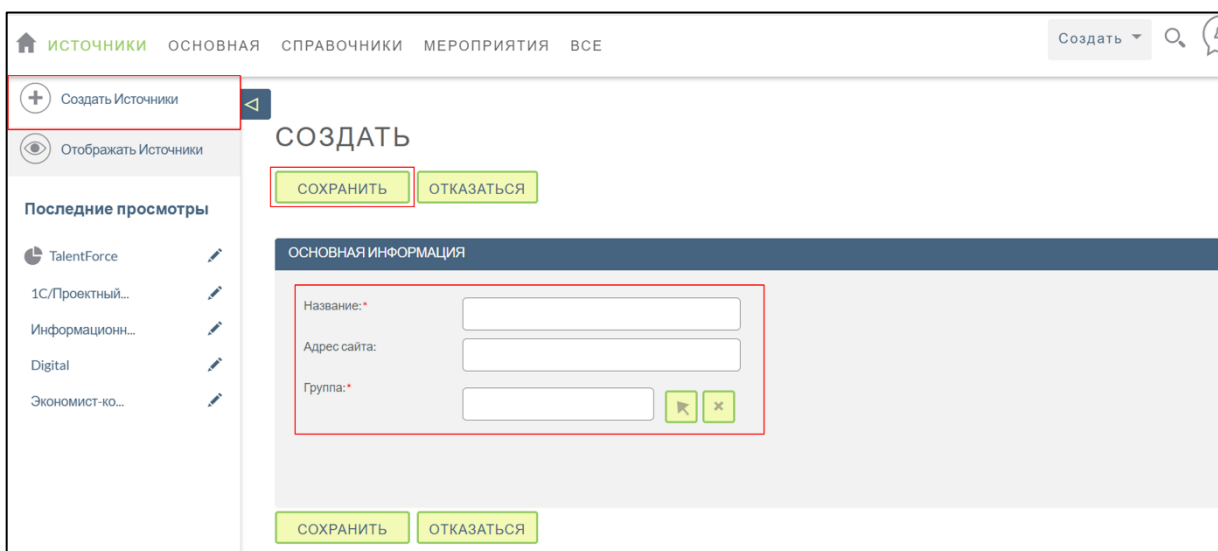 ИСТОЧНИКИ ОСНОВНАЯ СПРАВОЧНИКИ МЕРОПРИЯТИЯ ВСЕ Создать
Создать Источники
Отображать Источники
Последние просмотры
TalentForce
1С/Проектный...
Информационн...
Digital
Экономист-ко...
СОЗДАТЬ
СОХРАНИТЬ ОТКАЗАТЬСЯ
ОСНОВНАЯ ИНФОРМАЦИЯ
Название:*
Адрес сайта:
Группа:*
СОХРАНИТЬ ОТКАЗАТЬСЯ